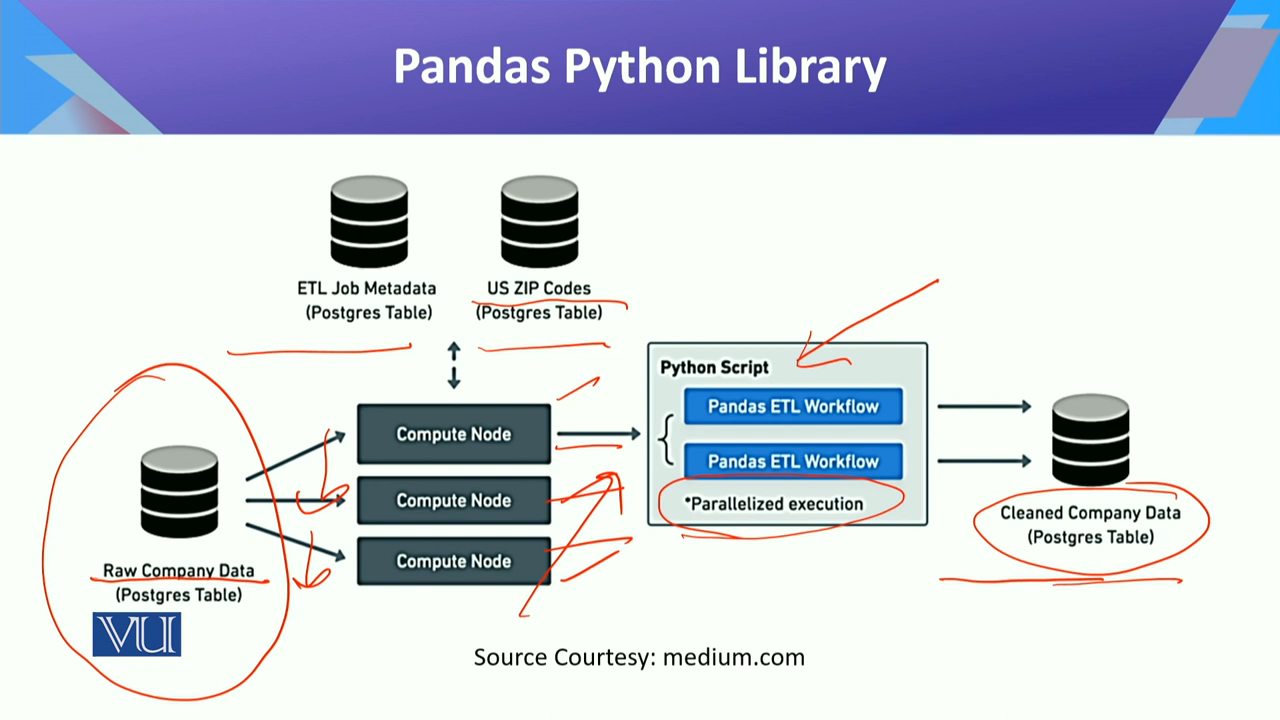 Pandas Python Library
ETL Job Metadata
(Postgres Table)
US ZIP Codes
(Postgres Table)
Raw Company Data
(Postgres Table)
Compute Node
Compute Node
Compute Node
Python Script
Pandas ETL Workflow
Pandas ETL Workflow
*Parallelized execution
Cleaned Company Data
(Postgres Table)
VU
Source Courtesy: medium.com